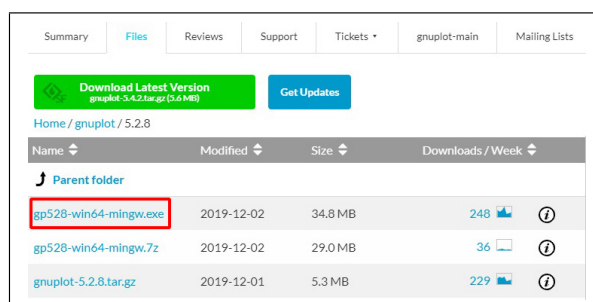 Summary Files Reviews Support Tickets gnuplot-main Mailing Lists
Download Latest Version
gnuplot-5.4.2.tar.gz (5.6 MB)
Get Updates
Home / gnuplot / 5.2.8
Name Modified Size Downloads / Week
Parent folder
gp528-win64-mingw.exe 2019-12-02 34.8 MB 248 i
gp528-win64-mingw.7z 2019-12-02 29.0 MB 36 i
gnuplot-5.2.8.tar.gz 2019-12-01 5.3 MB 229 i